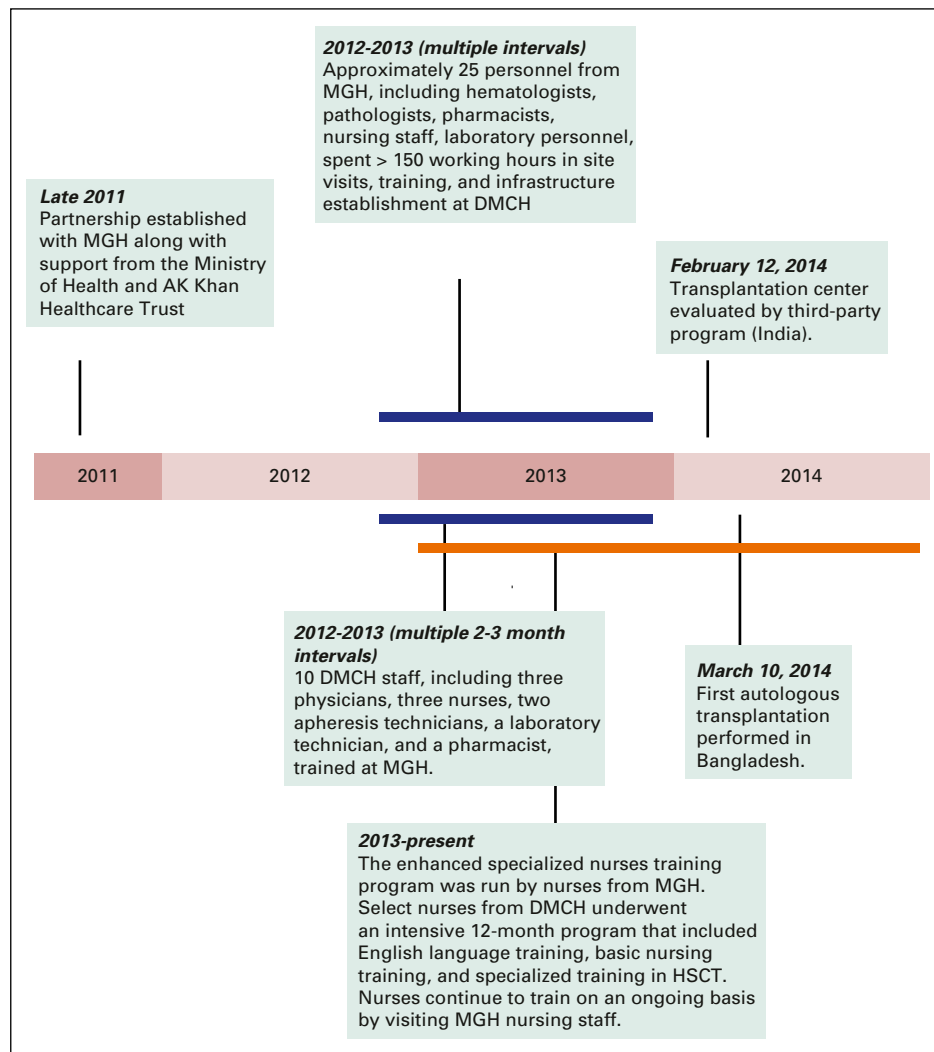 2012-2013 (multiple intervals)
Approximately 25 personnel from
MGH, including hematologists,
pathologists, pharmacists,
nursing staff, laboratory personnel,
spent > 150 working hours in site
visits, training, and infrastructure
establishment at DMCH
Late 2011
Partnership established
with MGH along with
support from the Ministry
of Health and AK Khan
Healthcare Trust
February 12, 2014
Transplantation center
evaluated by third-party
program (India).
2011
2012
2013
2014
2012-2013 (multiple 2-3 month
intervals)
10 DMCH staff, including three
physicians, three nurses, two
apheresis technicians, a laboratory
technician, and a pharmacist,
trained at MGH.
March 10, 2014
First autologous
transplantation
performed in
Bangladesh.
2013-present
The enhanced specialized nurses training
program was run by nurses from MGH.
Select nurses from DMCH underwent
an intensive 12-month program that included
English language training, basic nursing
training, and specialized training in HSCT.
Nurses continue to train on an ongoing basis
by visiting MGH nursing staff.